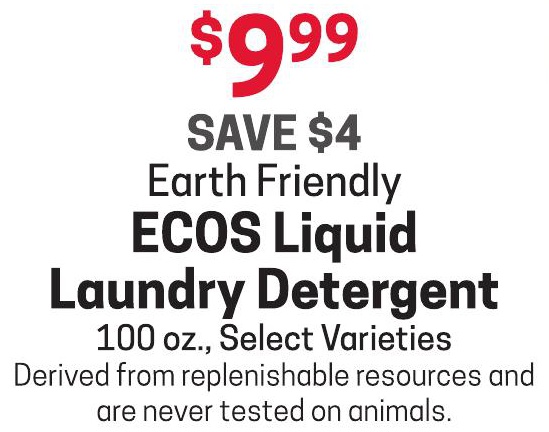 $9.99
SAVE $4
Earth Friendly
ECOS Liquid
Laundry Detergent
100 oz., Select Varieties
Derived from replenishable resources and
are never tested on animals.